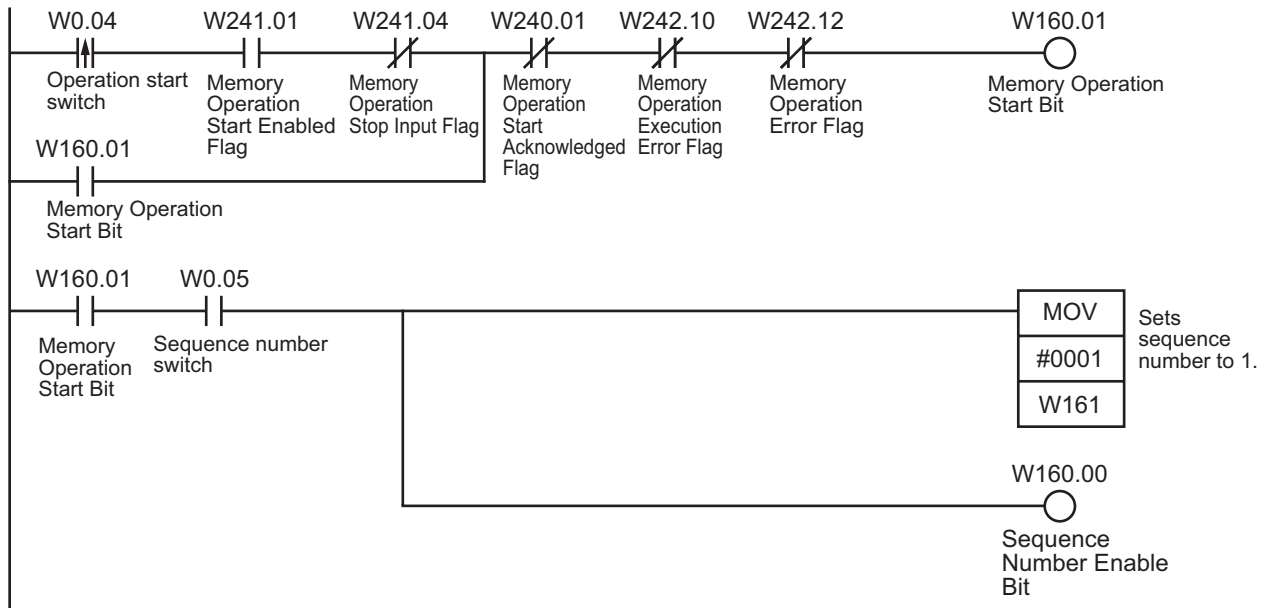 W0.04
W241.01
W241.04
W240.01
W242.10
W242.12
W160.01
Operation start
switch
Memory
Operation
Start Enabled
Flag
Memory
Operation
Stop Input Flag
Memory
Operation
Start
Acknowledged
Flag
Memory
Operation
Execution
Error Flag
Memory
Operation
Error Flag
Memory Operation
Start Bit
W160.01
Memory Operation
Start Bit
W160.01
W0.05
Memory
Operation
Start Bit
Sequence number
switch
MOV
#0001
W161
Sets
sequence
number to 1.
W160.00
Sequence
Number Enable
Bit